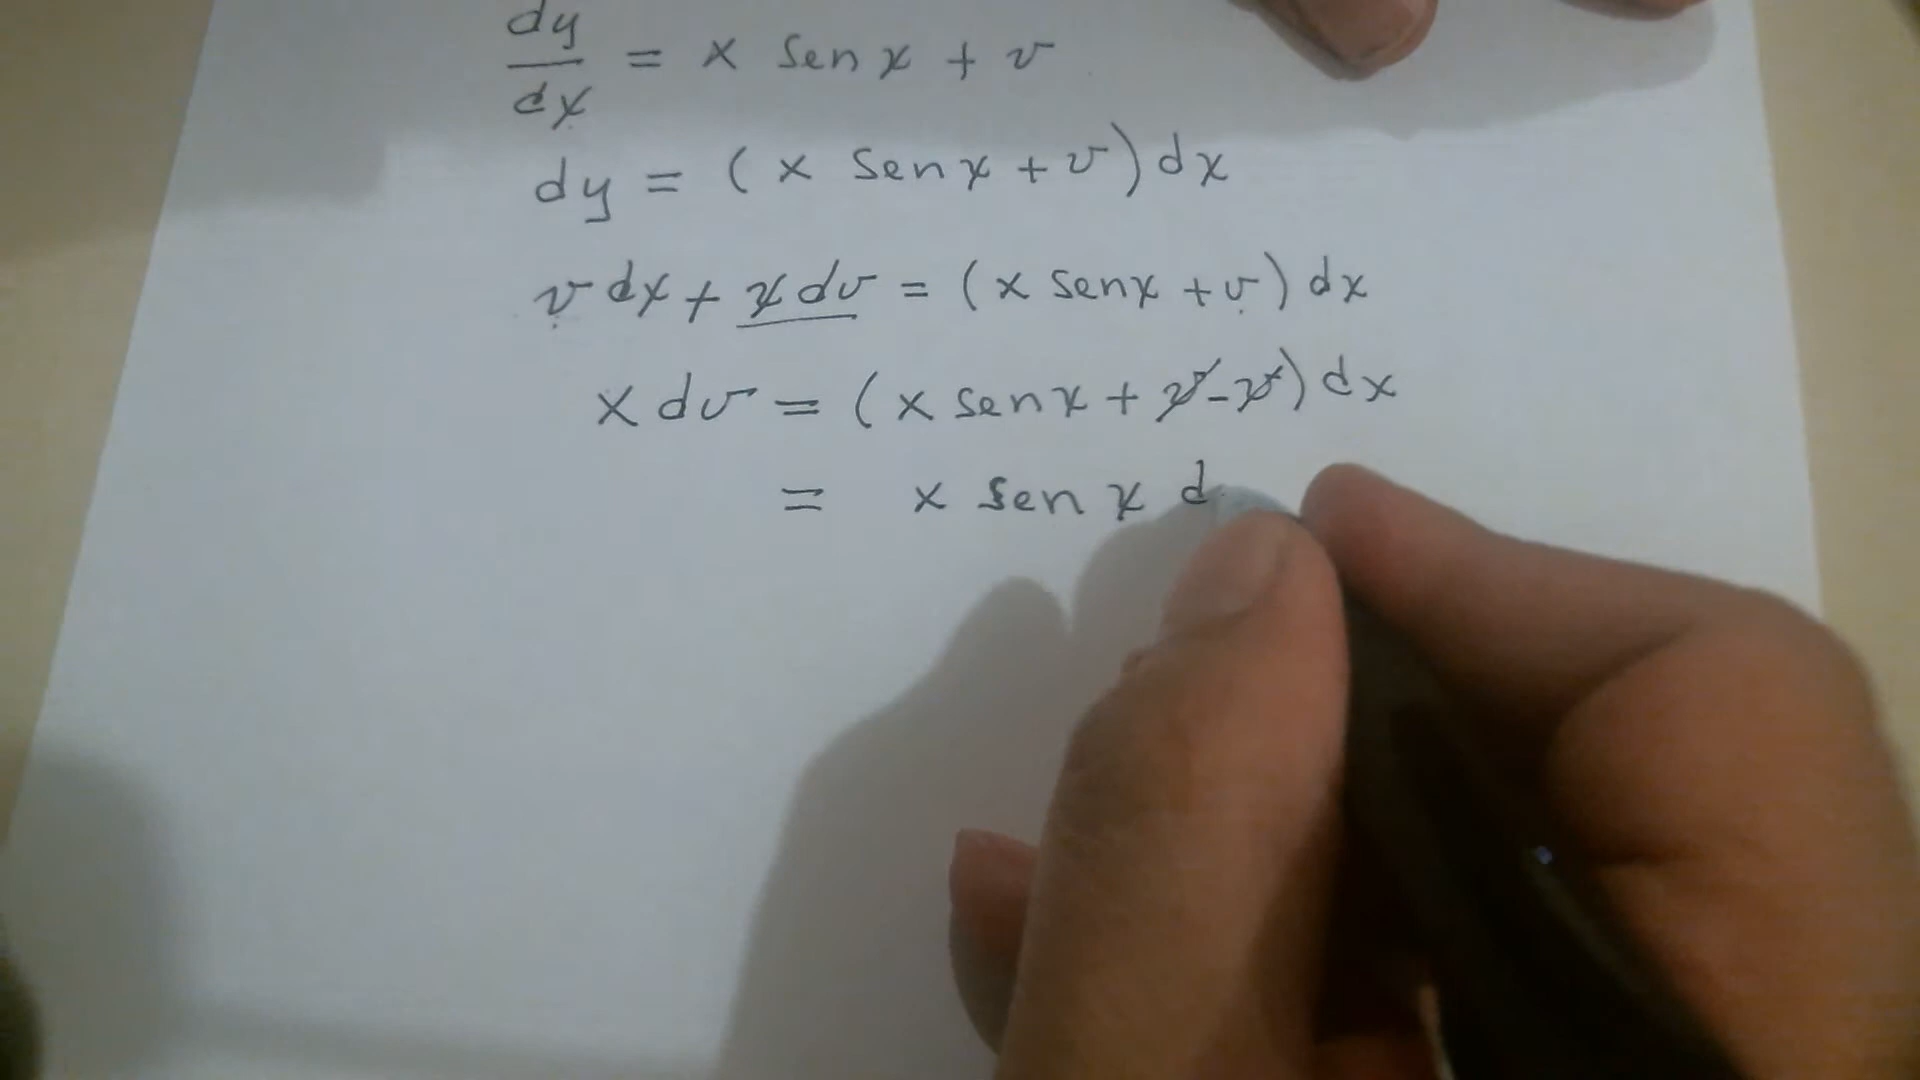 dy/dx = x sen x + v
dy = (x sen x + v) dx
v dx + x dv = (x sen x + v) dx
x dv = (x sen x + v - v) dx
= x sen x d